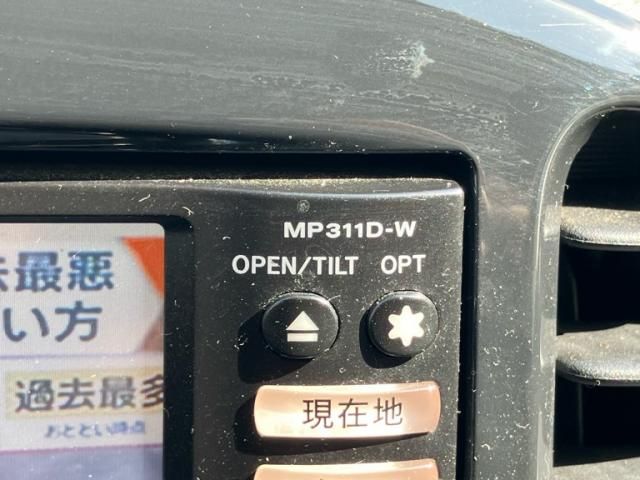 MP311D-W
OPEN/TILT OPT
最悪
い方
過去最多
おととい時点
現在地